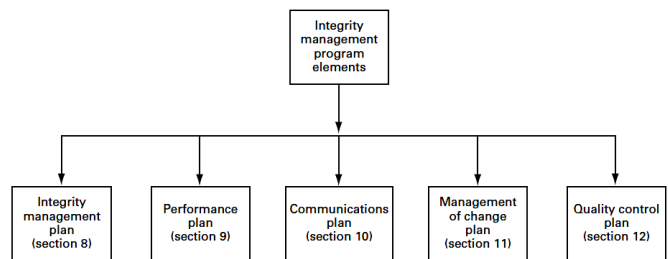 Integrity
management
program
elements
Integrity
management
plan
(section 8)
Performance
plan
(section 9)
Communications
plan
(section 10)
Management
of change
plan
(section 11)
Quality control
plan
(section 12)